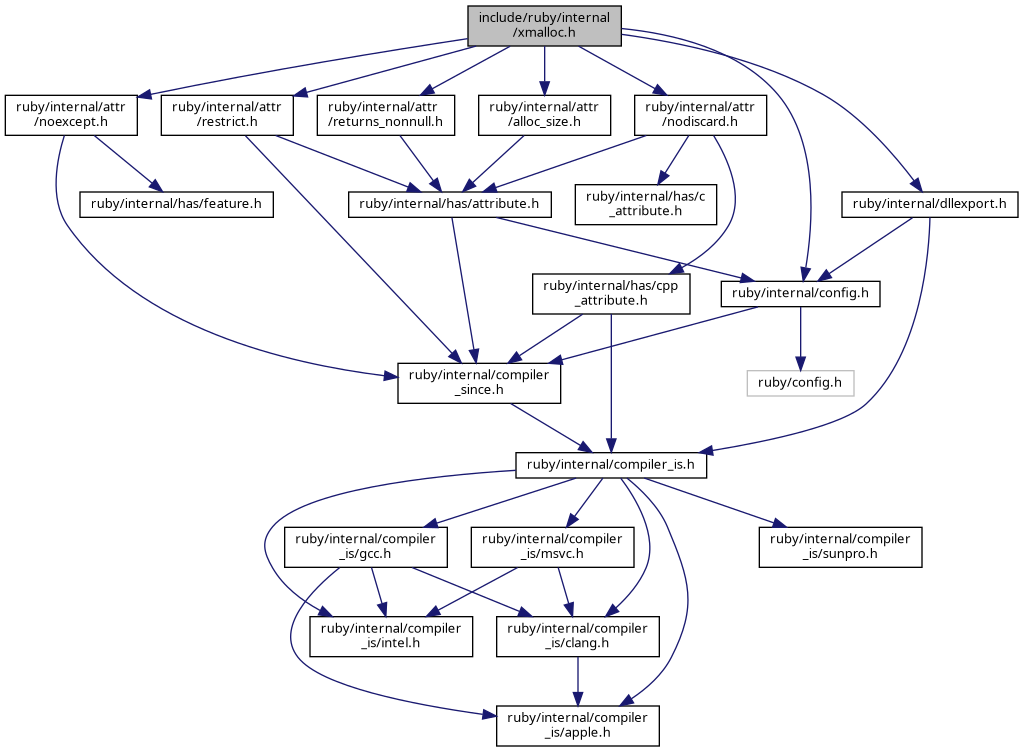 include/ruby/internal
/xmalloc.h
ruby/internal/attr
/noexcept.h
ruby/internal/attr
/restrict.h
ruby/internal/attr
/returns_nonnull.h
ruby/internal/attr
/alloc_size.h
ruby/internal/attr
/nodiscard.h
ruby/internal/has/feature.h
ruby/internal/has/attribute.h
ruby/internal/has/c
_attribute.h
ruby/internal/dllexport.h
ruby/internal/has/cpp
_attribute.h
ruby/internal/config.h
ruby/internal/compiler
_since.h
ruby/config.h
ruby/internal/compiler_is.h
ruby/internal/compiler
_is/gcc.h
ruby/internal/compiler
_is/msvc.h
ruby/internal/compiler
_is/sunpro.h
ruby/internal/compiler
_is/intel.h
ruby/internal/compiler
_is/clang.h
ruby/internal/compiler
_is/apple.h